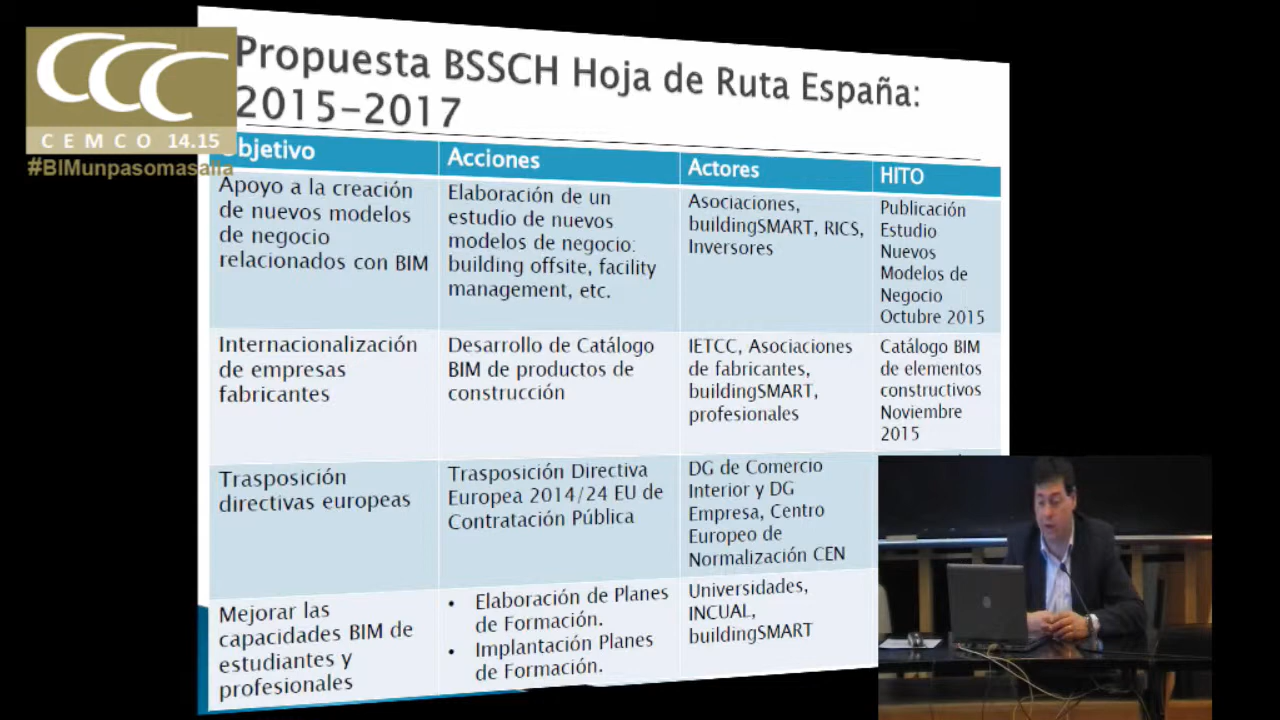 Propuesta BSSCH Hoja de Ruta España:
2015-2017
CCC
CEMCO 14.15
#BIMunpasomasalla
Objetivo
Acciones
Actores
HITO
Apoyo a la creación
de nuevos modelos
de negocio
relacionados con BIM
Elaboración de un
estudio de nuevos
modelos de negocio:
building offsite, facility
management, etc.
Asociaciones,
buildingSMART, RICS,
Inversores
Publicación
Estudio
Nuevos
Modelos de
Negocio
Octubre 2015
Internacionalización
de empresas
fabricantes
Desarrollo de Catálogo
BIM de productos de
construcción
IETCC, Asociaciones
de fabricantes,
buildingSMART,
profesionales
Catálogo BIM
de elementos
constructivos
Noviembre
2015
Trasposición
directivas europeas
Trasposición Directiva
Europea 2014/24 EU de
Contratación Pública
DG de Comercio
Interior y DG
Empresa, Centro
Europeo de
Normalización CEN
Mejorar las
capacidades BIM de
estudiantes y
profesionales
• Elaboración de Planes
de Formación.
• Implantación Planes
de Formación.
Universidades,
INCUAL,
buildingSMART